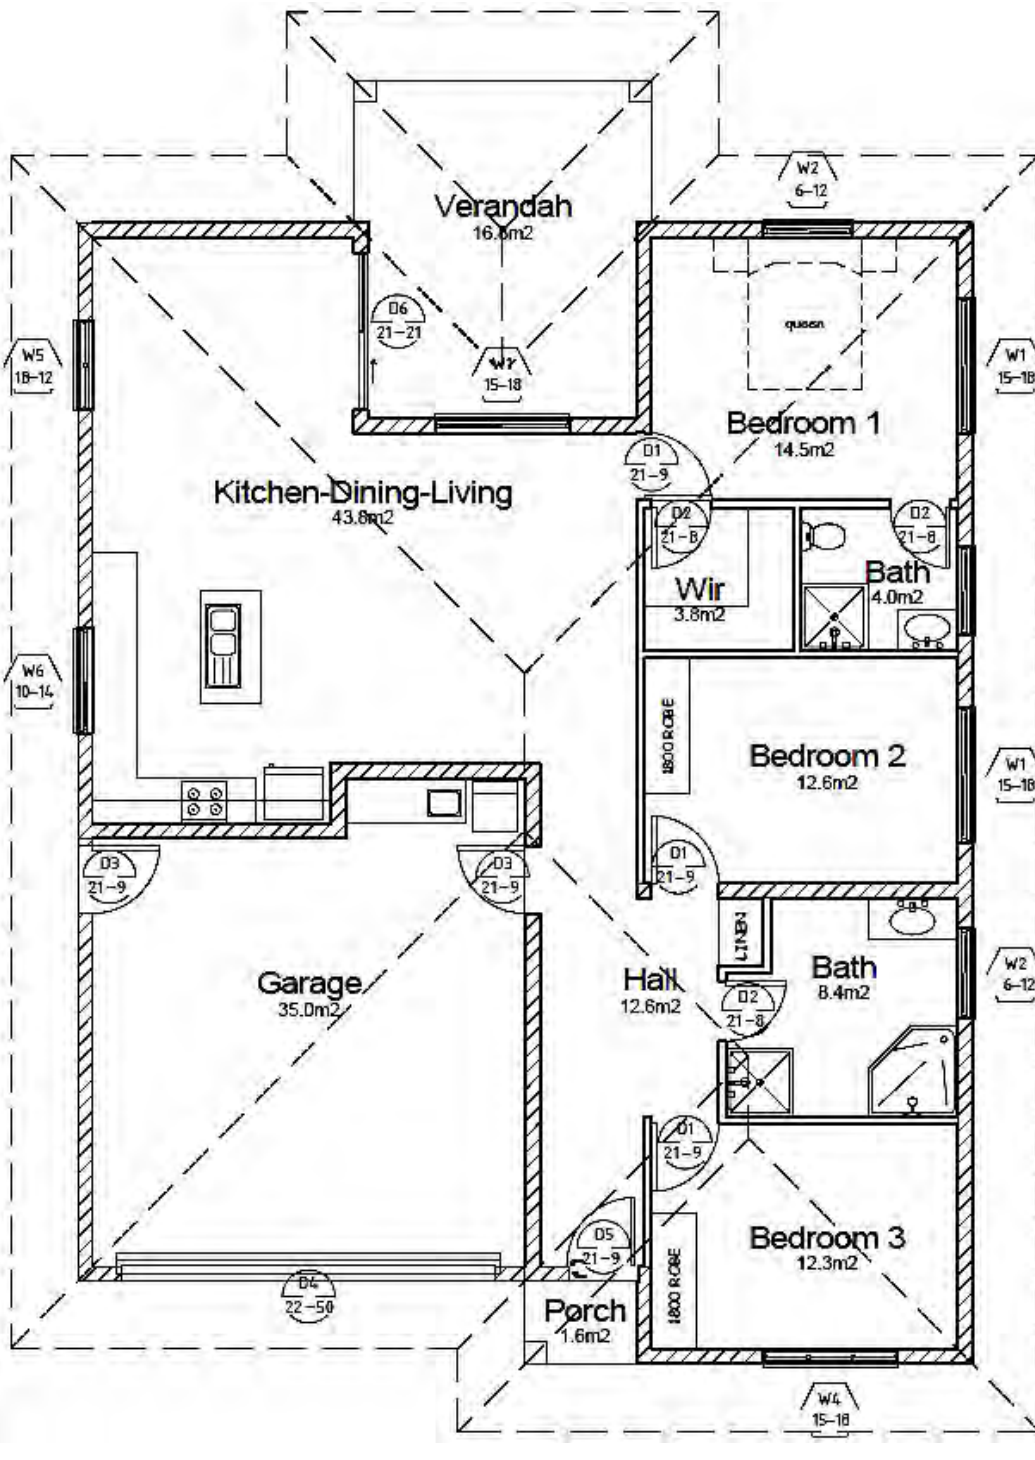 W2
6-12
Verandah
D6
21-21
W5
18-12
queen
W1
15-18
15-18
Bedroom 1
14.5m2
D1
21-9
Kitchen-Dining-Living
43.8m2
D2
21-8
D2
21-8
Wir
3.8m2
Bath
4.0m2
W6
10-14
1800 ROBE
Bedroom 2
12.6m2
W1
15-18
D3
21-9
D3
21-9
D1
21-9
LINEN
Garage
35.0m2
Hall
12.6m2
Bath
8.4m2
W2
6-12
D2
21-8
D1
21-9
D5
21-9
1800 ROBE
Bedroom 3
12.3m2
D4
22-50
Porch
1.6m2
W4
15-18